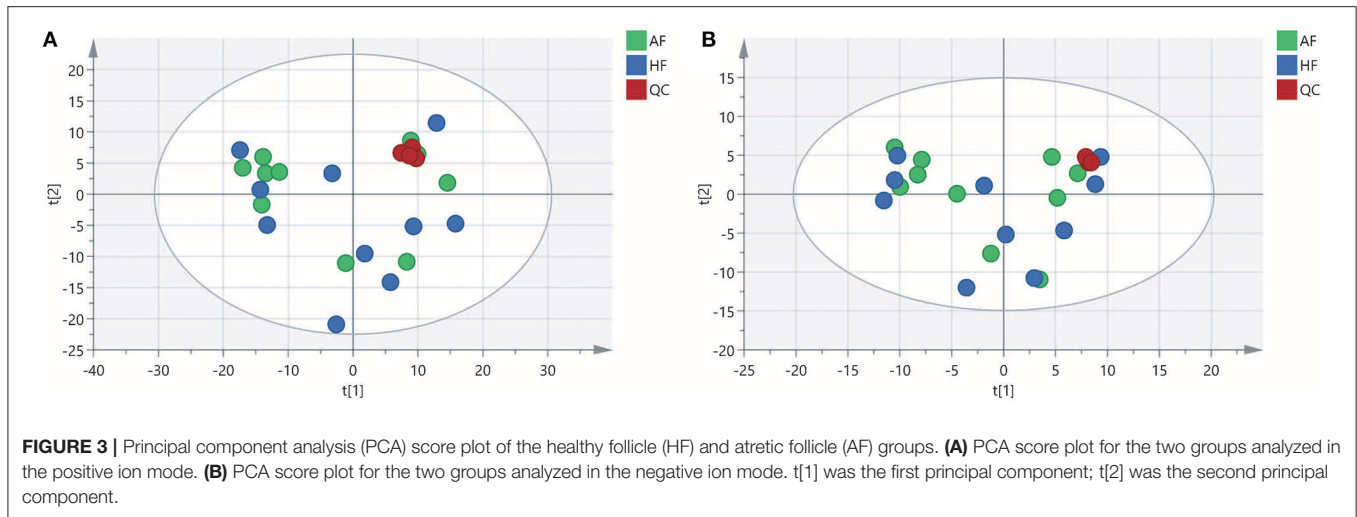 A
AF
HF
QC
20
15
10
5
0
-5
-10
-15
-20
-25
t[2]
-40 -30 -20 -10 0 10 20 30
t[1]
B
AF
HF
QC
15
10
5
0
-5
-10
-15
-20
t[2]
-25 -20 -15 -10 -5 0 5 10 15 20
t[1]
FIGURE 3 | Principal component analysis (PCA) score plot of the healthy follicle (HF) and atretic follicle (AF) groups. (A) PCA score plot for the two groups analyzed in
the positive ion mode. (B) PCA score plot for the two groups analyzed in the negative ion mode. t[1] was the first principal component; t[2] was the second principal
component.